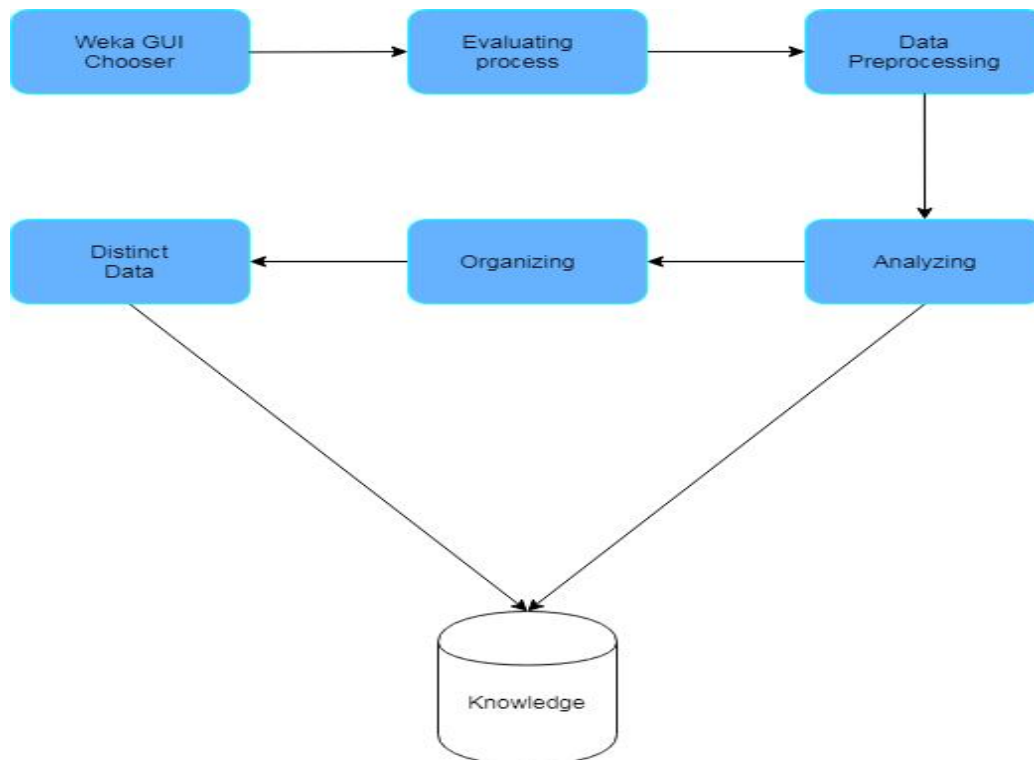 Weka GUI
Chooser
Evaluating
process
Data
Preprocessing
Distinct
Data
Organizing
Analyzing
Knowledge